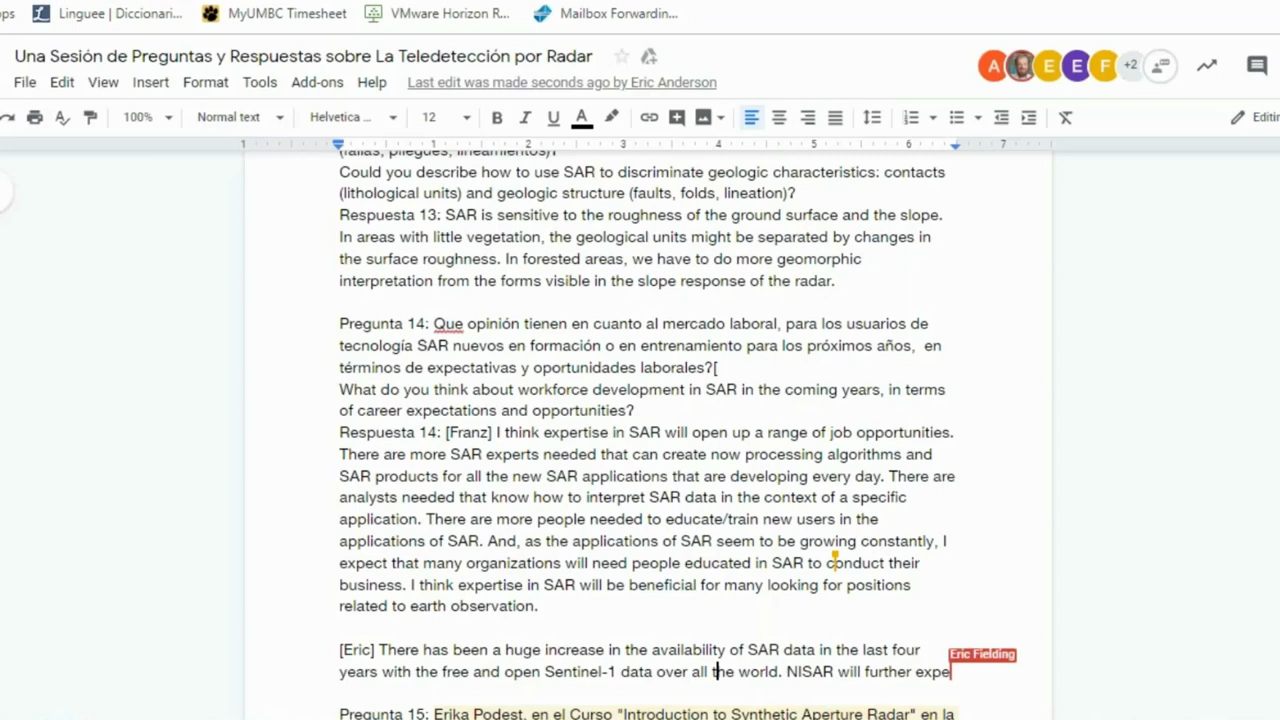 ps Linguee | Diccionari... MyUMBC Timesheet VMware Horizon R... Mailbox Forwardin...
Una Sesión de Preguntas y Respuestas sobre La Teledetección por Radar
A E E F +2
File Edit View Insert Format Tools Add-ons Help Last edit was made seconds ago by Eric Anderson
100% Normal text Helvetica ... 12 B I U A Editin
1 1 2 3 4 5 6 7
(fallas, pliegues, lineamientos)?
Could you describe how to use SAR to discriminate geologic characteristics: contacts
(lithological units) and geologic structure (faults, folds, lineation)?
Respuesta 13: SAR is sensitive to the roughness of the ground surface and the slope.
In areas with little vegetation, the geological units might be separated by changes in
the surface roughness. In forested areas, we have to do more geomorphic
interpretation from the forms visible in the slope response of the radar.
Pregunta 14: Que opinión tienen en cuanto al mercado laboral, para los usuarios de
tecnología SAR nuevos en formación o en entrenamiento para los próximos años, en
términos de expectativas y oportunidades laborales?[
What do you think about workforce development in SAR in the coming years, in terms
of career expectations and opportunities?
Respuesta 14: [Franz] I think expertise in SAR will open up a range of job opportunities.
There are more SAR experts needed that can create now processing algorithms and
SAR products for all the new SAR applications that are developing every day. There are
analysts needed that know how to interpret SAR data in the context of a specific
application. There are more people needed to educate/train new users in the
applications of SAR. And, as the applications of SAR seem to be growing constantly, I
expect that many organizations will need people educated in SAR to conduct their
business. I think expertise in SAR will be beneficial for many looking for positions
related to earth observation.
[Eric] There has been a huge increase in the availability of SAR data in the last four
Eric Fielding
years with the free and open Sentinel-1 data over all the world. NISAR will further expe
Pregunta 15: Erika Podest, en el Curso "Introduction to Synthetic Aperture Radar" en la